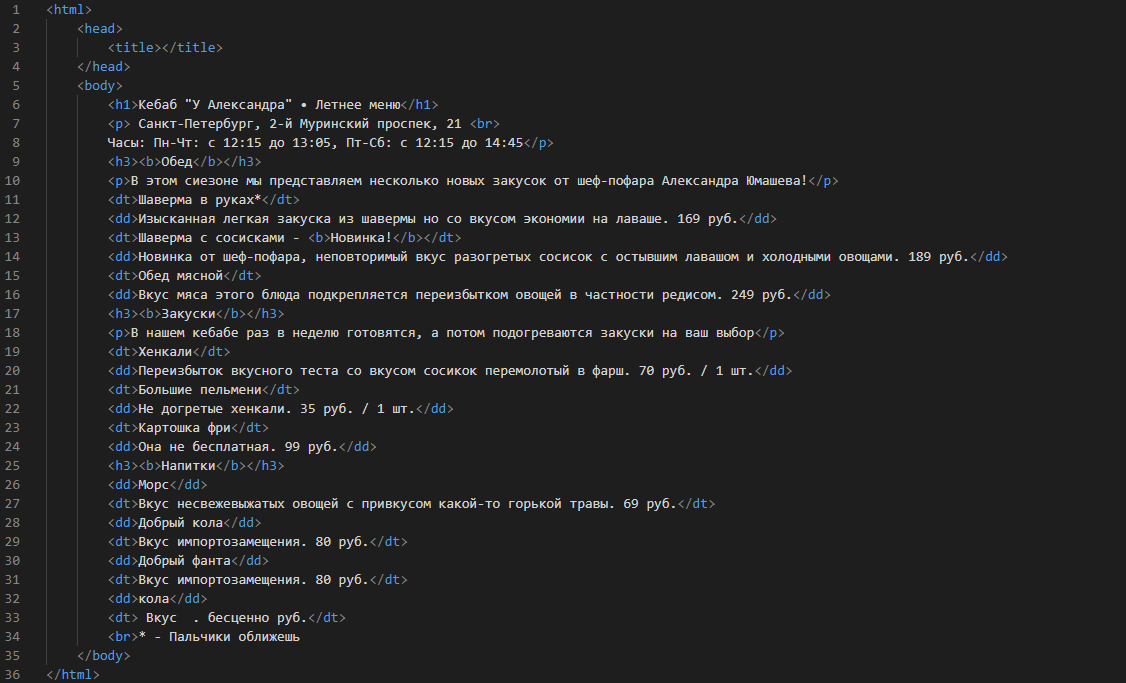 1 <html>
2 <head>
3 <title></title>
4 </head>
5 <body>
6 <h1>Кебаб "У Александра" • Летнее меню</h1>
7 <p> Санкт-Петербург, 2-й Муринский проспек, 21 <br>
8 Часы: Пн-Чт: с 12:15 до 13:05, Пт-Сб: с 12:15 до 14:45</p>
9 <h3><b>Обед</b></h3>
10 <p>В этом сиезоне мы представляем несколько новых закусок от шеф-пофара Александра Юмашева!</p>
11 <dt>Шаверма в руках*</dt>
12 <dd>Изысканная легкая закуска из шавермы но со вкусом экономии на лаваше. 169 руб.</dd>
13 <dt>Шаверма с сосисками - <b>Новинка!</b></dt>
14 <dd>Новинка от шеф-пофара, неповторимый вкус разогретых сосисок с остывшим лавашом и холодными овощами. 189 руб.</dd>
15 <dt>Обед мясной</dt>
16 <dd>Вкус мяса этого блюда подкрепляется переизбытком овощей в частности редисом. 249 руб.</dd>
17 <h3><b>Закуски</b></h3>
18 <p>В нашем кебабе раз в неделю готовятся, а потом подогреваются закуски на ваш выбор</p>
19 <dt>Хенкали</dt>
20 <dd>Переизбыток вкусного теста со вкусом сосикок перемолотый в фарш. 70 руб. / 1 шт.</dd>
21 <dt>Большие пельмени</dt>
22 <dd>Не догретые хенкали. 35 руб. / 1 шт.</dd>
23 <dt>Картошка фри</dt>
24 <dd>Она не бесплатная. 99 руб.</dd>
25 <h3><b>Напитки</b></h3>
26 <dd>Морс</dd>
27 <dt>Вкус несвежевыжатых овощей с привкусом какой-то горькой травы. 69 руб.</dt>
28 <dd>Добрый кола</dd>
29 <dt>Вкус импортозамещения. 80 руб.</dt>
30 <dd>Добрый фанта</dd>
31 <dt>Вкус импортозамещения. 80 руб.</dt>
32 <dd>кола</dd>
33 <dt> Вкус  . бесценно руб.</dt>
34 <br>* - Пальчики оближешь
35 </body>
36 </html>